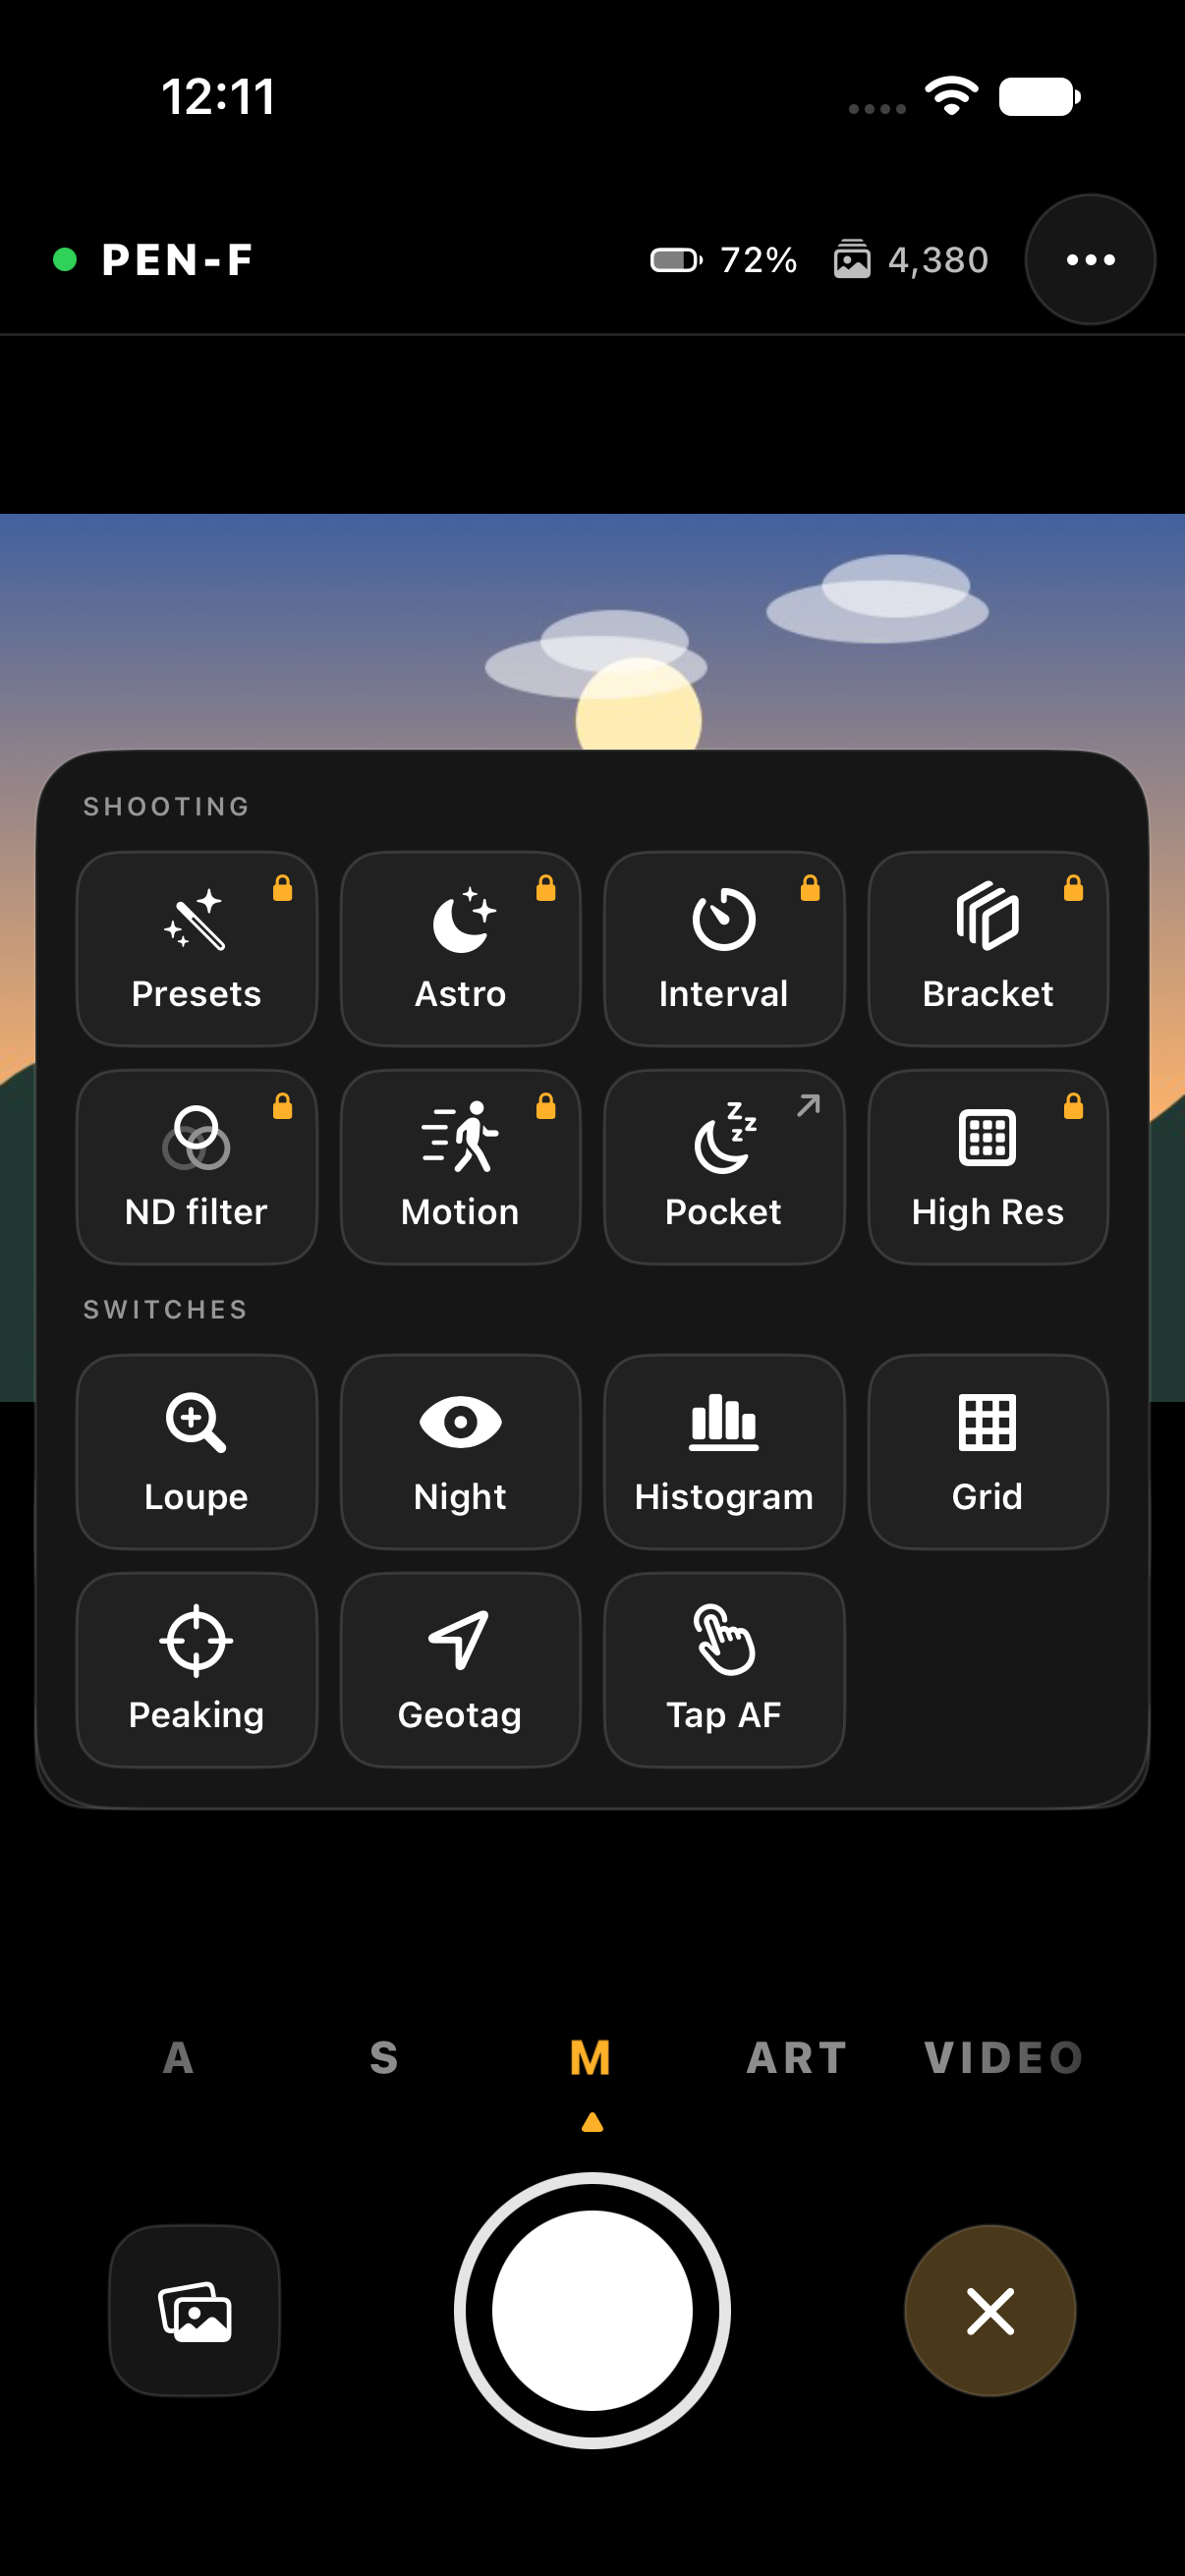 12:11
PEN-F 72% 4,380
SHOOTING
Presets Astro Interval Bracket
ND filter Motion Pocket High Res
SWITCHES
Loupe Night Histogram Grid
Peaking Geotag Tap AF
A S M ART VIDEO